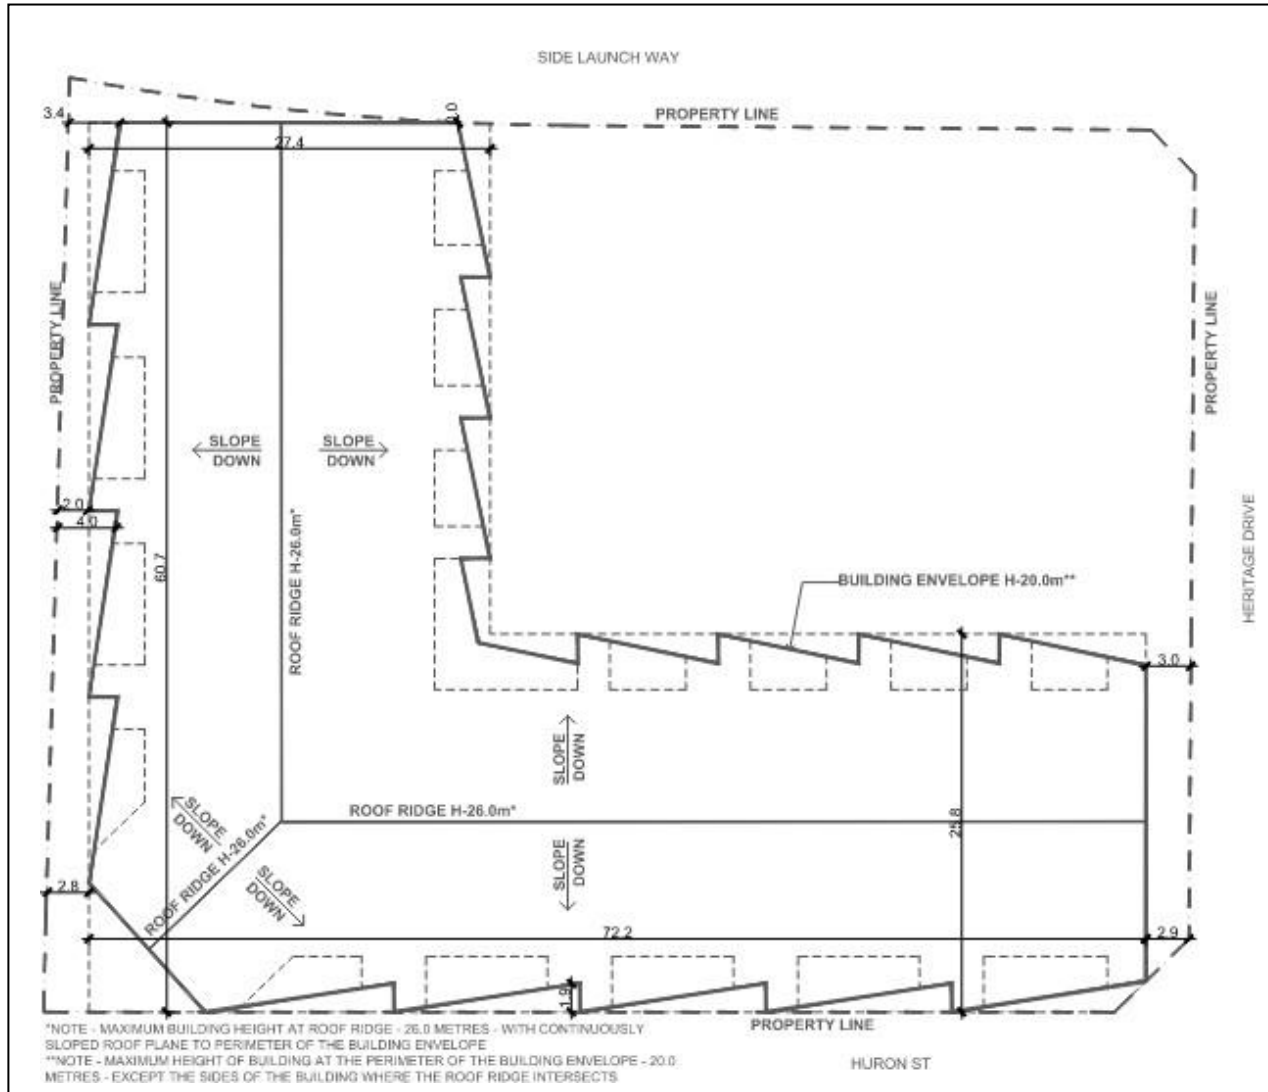 SIDE LAUNCH WAY
3.4
PROPERTY LINE
27.4
PROPERTY LINE
PROPERTY LINE
SLOPE
DOWN
SLOPE
DOWN
2.0
4.0
60.7
ROOF RIDGE H-26.0m*
BUILDING ENVELOPE H-20.0m**
HERITAGE DRIVE
3.0
SLOPE
DOWN
ROOF RIDGE H-26.0m*
25.8
SLOPE
DOWN
ROOF RIDGE H-26.0m*
SLOPE
DOWN
SLOPE
DOWN
2.8
72.2
2.9
1.9
PROPERTY LINE
*NOTE - MAXIMUM BUILDING HEIGHT AT ROOF RIDGE - 26.0 METRES - WITH CONTINUOUSLY
SLOPED ROOF PLANE TO PERIMETER OF THE BUILDING ENVELOPE
**NOTE - MAXIMUM HEIGHT OF BUILDING AT THE PERIMETER OF THE BUILDING ENVELOPE - 20.0
METRES - EXCEPT THE SIDES OF THE BUILDING WHERE THE ROOF RIDGE INTERSECTS
HURON ST